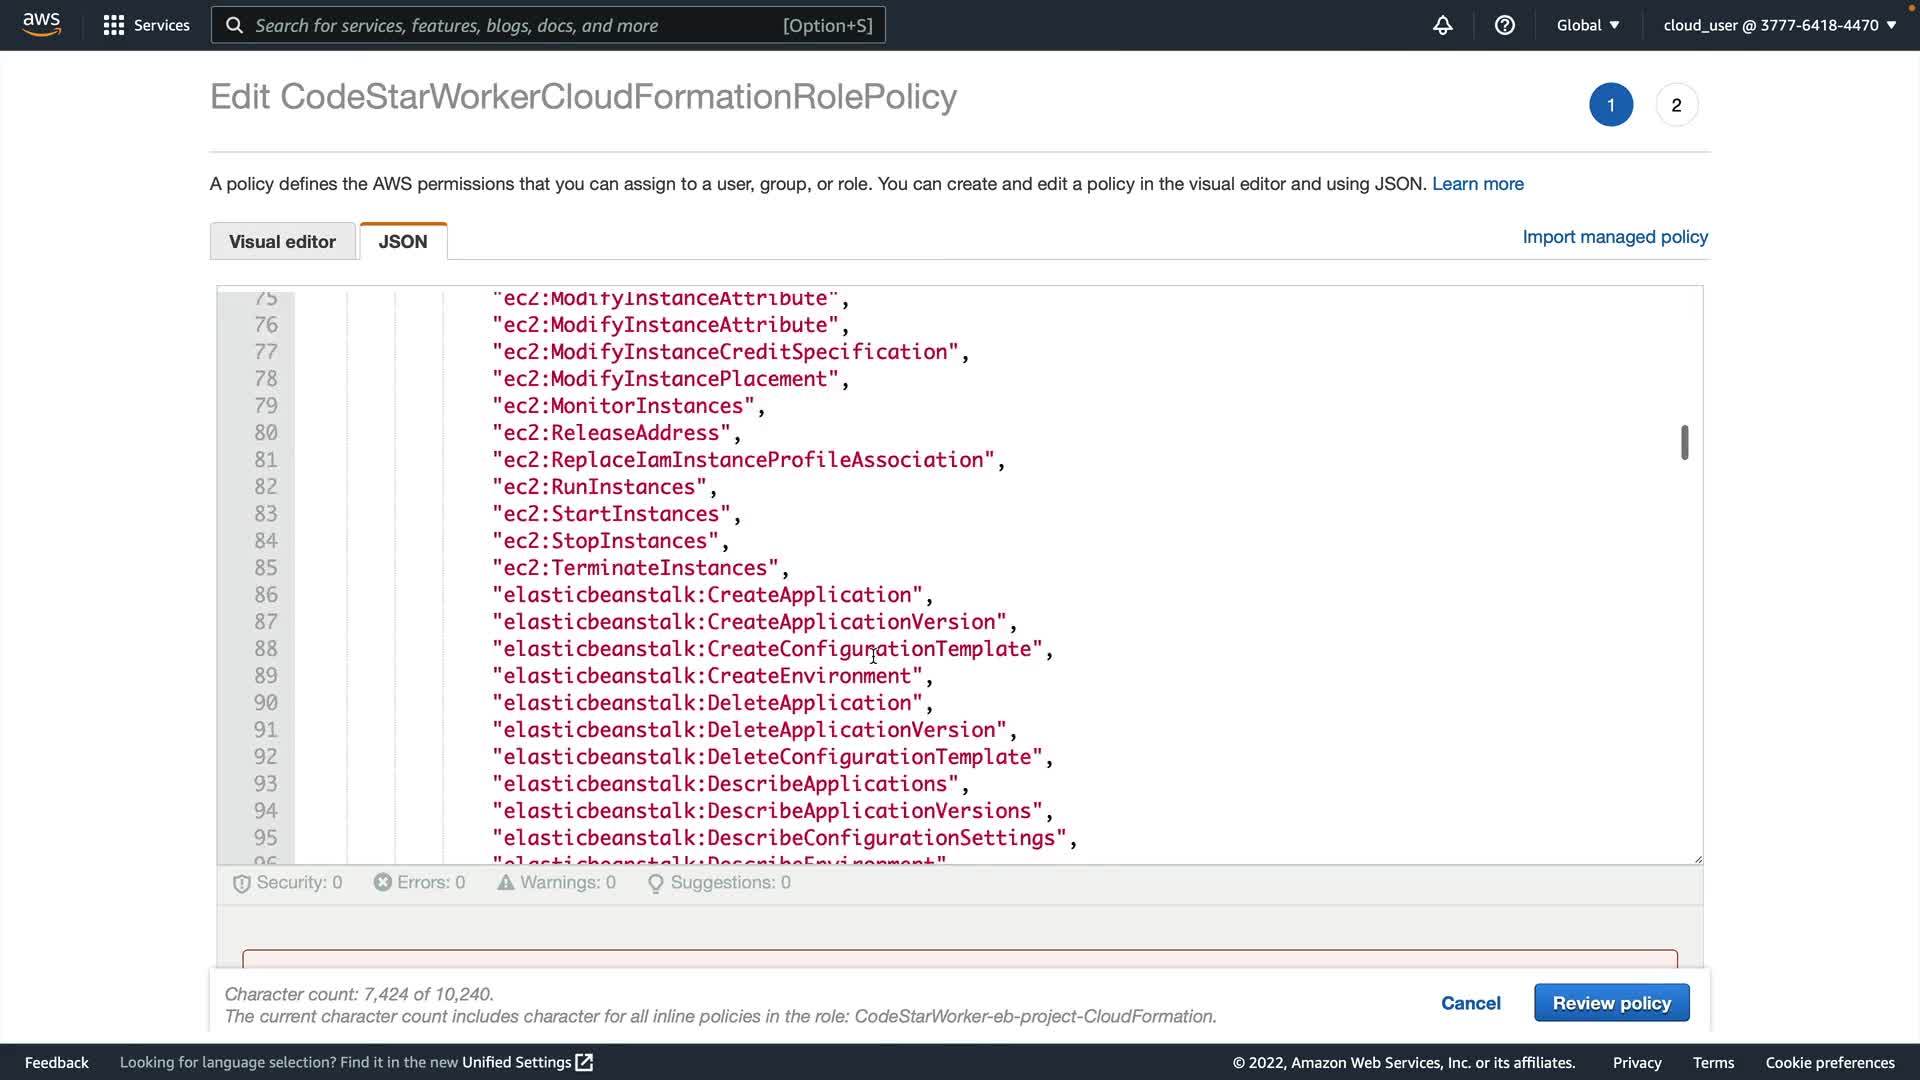 aws
Services
Search for services, features, blogs, docs, and more
[Option+S]
Global
cloud_user @ 3777-6418-4470
Edit CodeStarWorkerCloudFormationRolePolicy
1
2
A policy defines the AWS permissions that you can assign to a user, group, or role. You can create and edit a policy in the visual editor and using JSON. Learn more
Visual editor
JSON
Import managed policy
75 "ec2:ModifyInstanceAttribute",
76 "ec2:ModifyInstanceAttribute",
77 "ec2:ModifyInstanceCreditSpecification",
78 "ec2:ModifyInstancePlacement",
79 "ec2:MonitorInstances",
80 "ec2:ReleaseAddress",
81 "ec2:ReplaceIamInstanceProfileAssociation",
82 "ec2:RunInstances",
83 "ec2:StartInstances",
84 "ec2:StopInstances",
85 "ec2:TerminateInstances",
86 "elasticbeanstalk:CreateApplication",
87 "elasticbeanstalk:CreateApplicationVersion",
88 "elasticbeanstalk:CreateConfigurationTemplate",
89 "elasticbeanstalk:CreateEnvironment",
90 "elasticbeanstalk:DeleteApplication",
91 "elasticbeanstalk:DeleteApplicationVersion",
92 "elasticbeanstalk:DeleteConfigurationTemplate",
93 "elasticbeanstalk:DescribeApplications",
94 "elasticbeanstalk:DescribeApplicationVersions",
95 "elasticbeanstalk:DescribeConfigurationSettings",
96 "elasticbeanstalk:DescribeEnvironment"
Security: 0
Errors: 0
Warnings: 0
Suggestions: 0
Character count: 7,424 of 10,240.
The current character count includes character for all inline policies in the role: CodeStarWorker-eb-project-CloudFormation.
Cancel
Review policy
Feedback
Looking for language selection? Find it in the new Unified Settings
© 2022, Amazon Web Services, Inc. or its affiliates.
Privacy
Terms
Cookie preferences